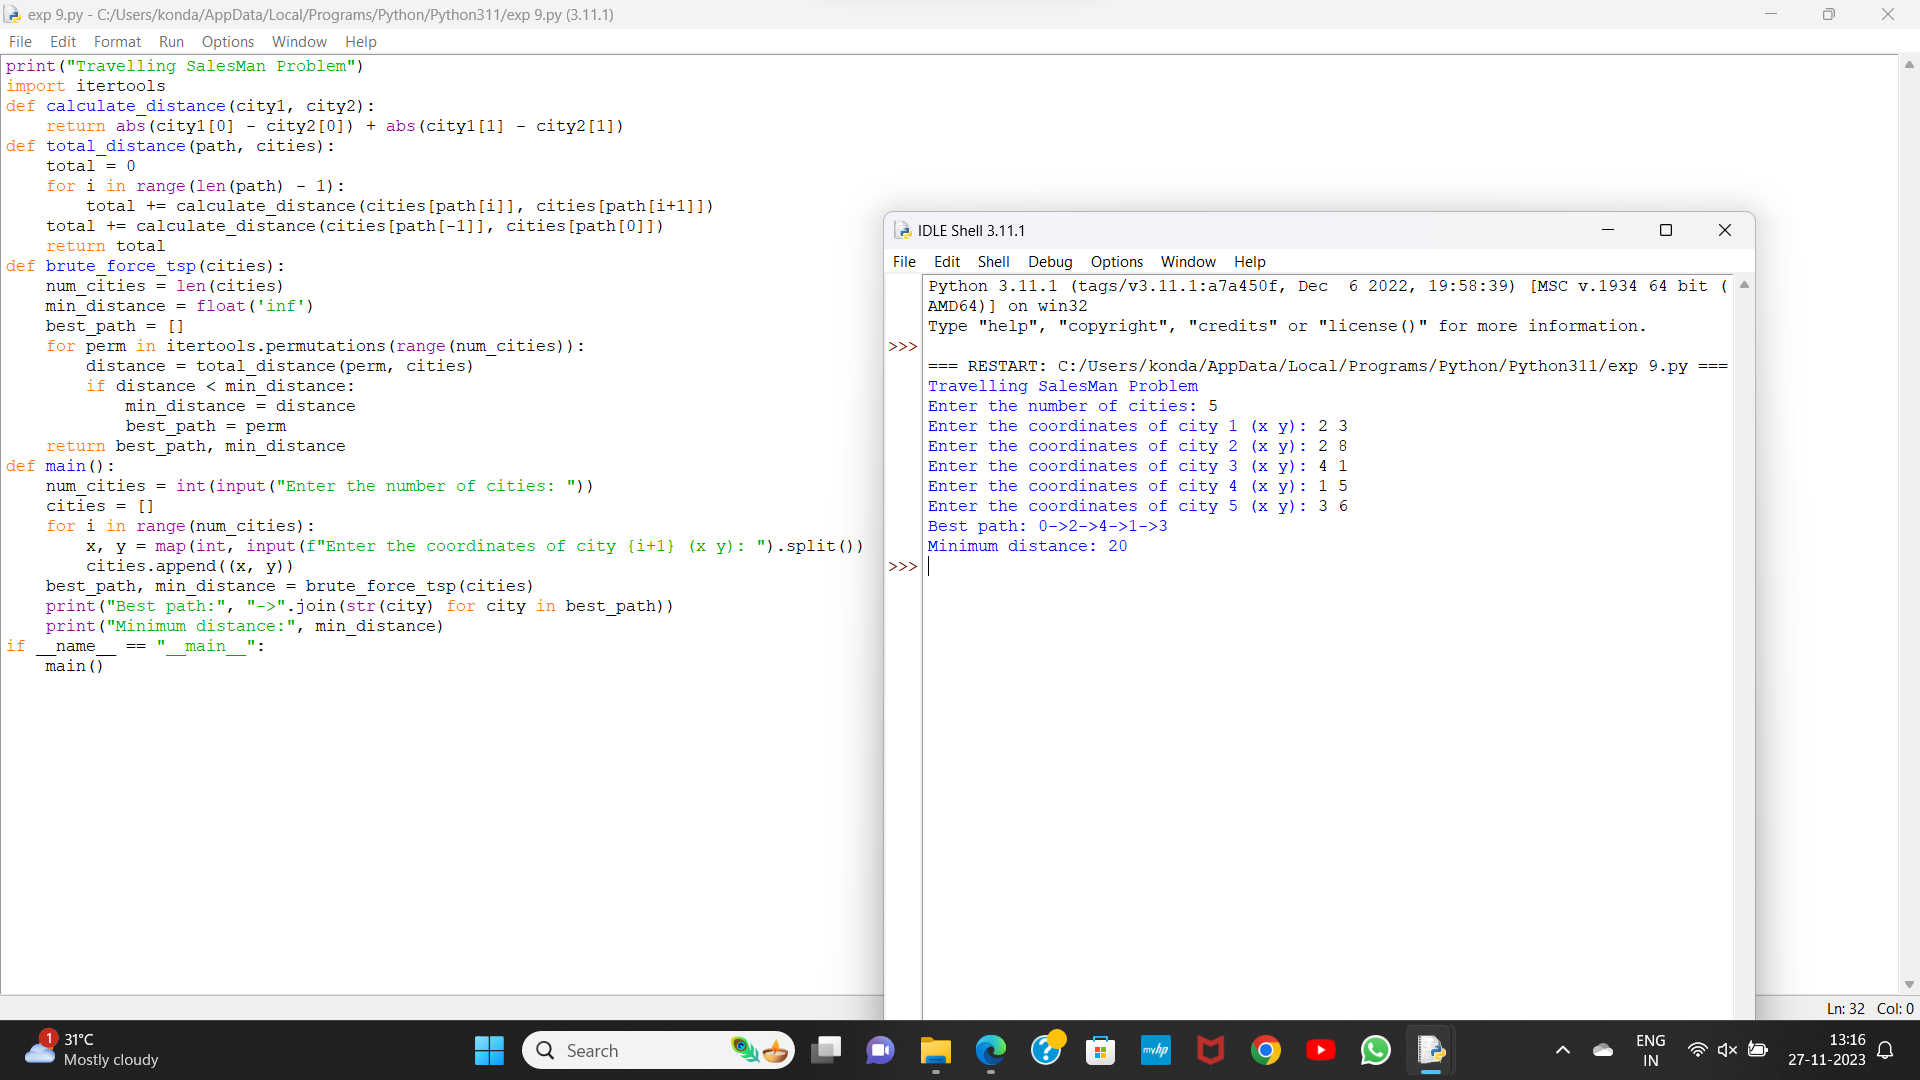 exp 9.py - C:/Users/konda/AppData/Local/Programs/Python/Python311/exp 9.py (3.11.1)
File Edit Format Run Options Window Help
print("Travelling SalesMan Problem")
import itertools
def calculate_distance(city1, city2):
    return abs(city1[0] - city2[0]) + abs(city1[1] - city2[1])
def total_distance(path, cities):
    total = 0
    for i in range(len(path) - 1):
        total += calculate_distance(cities[path[i]], cities[path[i+1]])
    total += calculate_distance(cities[path[-1]], cities[path[0]])
    return total
def brute_force_tsp(cities):
    num_cities = len(cities)
    min_distance = float('inf')
    best_path = []
    for perm in itertools.permutations(range(num_cities)):
        distance = total_distance(perm, cities)
        if distance < min_distance:
            min_distance = distance
            best_path = perm
    return best_path, min_distance
def main():
    num_cities = int(input("Enter the number of cities: "))
    cities = []
    for i in range(num_cities):
        x, y = map(int, input(f"Enter the coordinates of city {i+1} (x y): ").split())
        cities.append((x, y))
    best_path, min_distance = brute_force_tsp(cities)
    print("Best path:", "->".join(str(city) for city in best_path))
    print("Minimum distance:", min_distance)
if __name__ == "__main__":
    main()
IDLE Shell 3.11.1
File Edit Shell Debug Options Window Help
Python 3.11.1 (tags/v3.11.1:a7a450f, Dec  6 2022, 19:58:39) [MSC v.1934 64 bit (
AMD64)] on win32
Type "help", "copyright", "credits" or "license()" for more information.
>>>
=== RESTART: C:/Users/konda/AppData/Local/Programs/Python/Python311/exp 9.py ===
Travelling SalesMan Problem
Enter the number of cities: 5
Enter the coordinates of city 1 (x y): 2 3
Enter the coordinates of city 2 (x y): 2 8
Enter the coordinates of city 3 (x y): 4 1
Enter the coordinates of city 4 (x y): 1 5
Enter the coordinates of city 5 (x y): 3 6
Best path: 0->2->4->1->3
Minimum distance: 20
>>>
Ln: 32 Col: 0
1
31°C
Mostly cloudy
Search
myhp
ENG
IN
13:16
27-11-2023